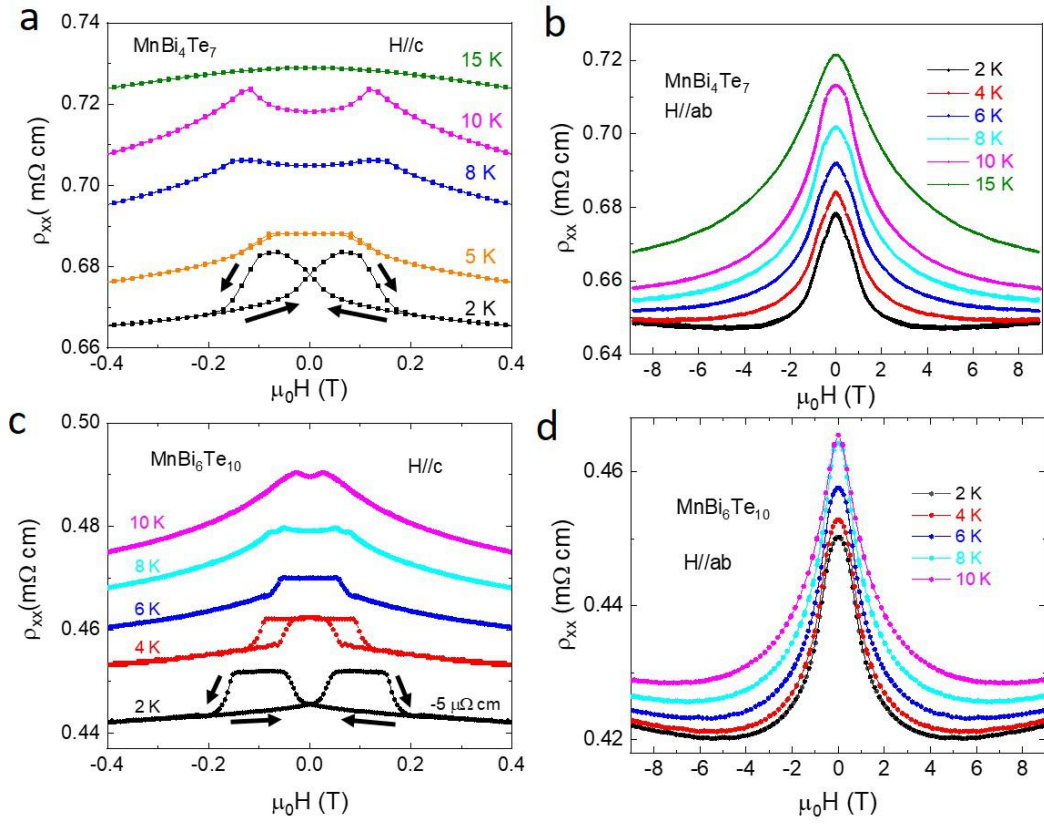 a
0.74
0.72
0.70
0.68
0.66
ρxx( mΩ cm)
MnBi4Te7
H//c
15 K
10 K
8 K
5 K
2 K
-0.4
-0.2
0.0
0.2
0.4
μ0H (T)
b
0.72
0.70
0.68
0.66
0.64
ρxx (mΩ cm)
MnBi4Te7
H//ab
2 K
4 K
6 K
8 K
10 K
15 K
-8
-6
-4
-2
0
2
4
6
8
μ0H (T)
c
0.50
0.48
0.46
0.44
ρxx(mΩ cm)
MnBi6Te10
H//c
10 K
8 K
6 K
4 K
2 K
-5 μΩ cm
-0.4
-0.2
0.0
0.2
0.4
μ0H (T)
d
0.46
0.44
0.42
ρxx (mΩ cm)
MnBi6Te10
H//ab
2 K
4 K
6 K
8 K
10 K
-8
-6
-4
-2
0
2
4
6
8
μ0H (T)